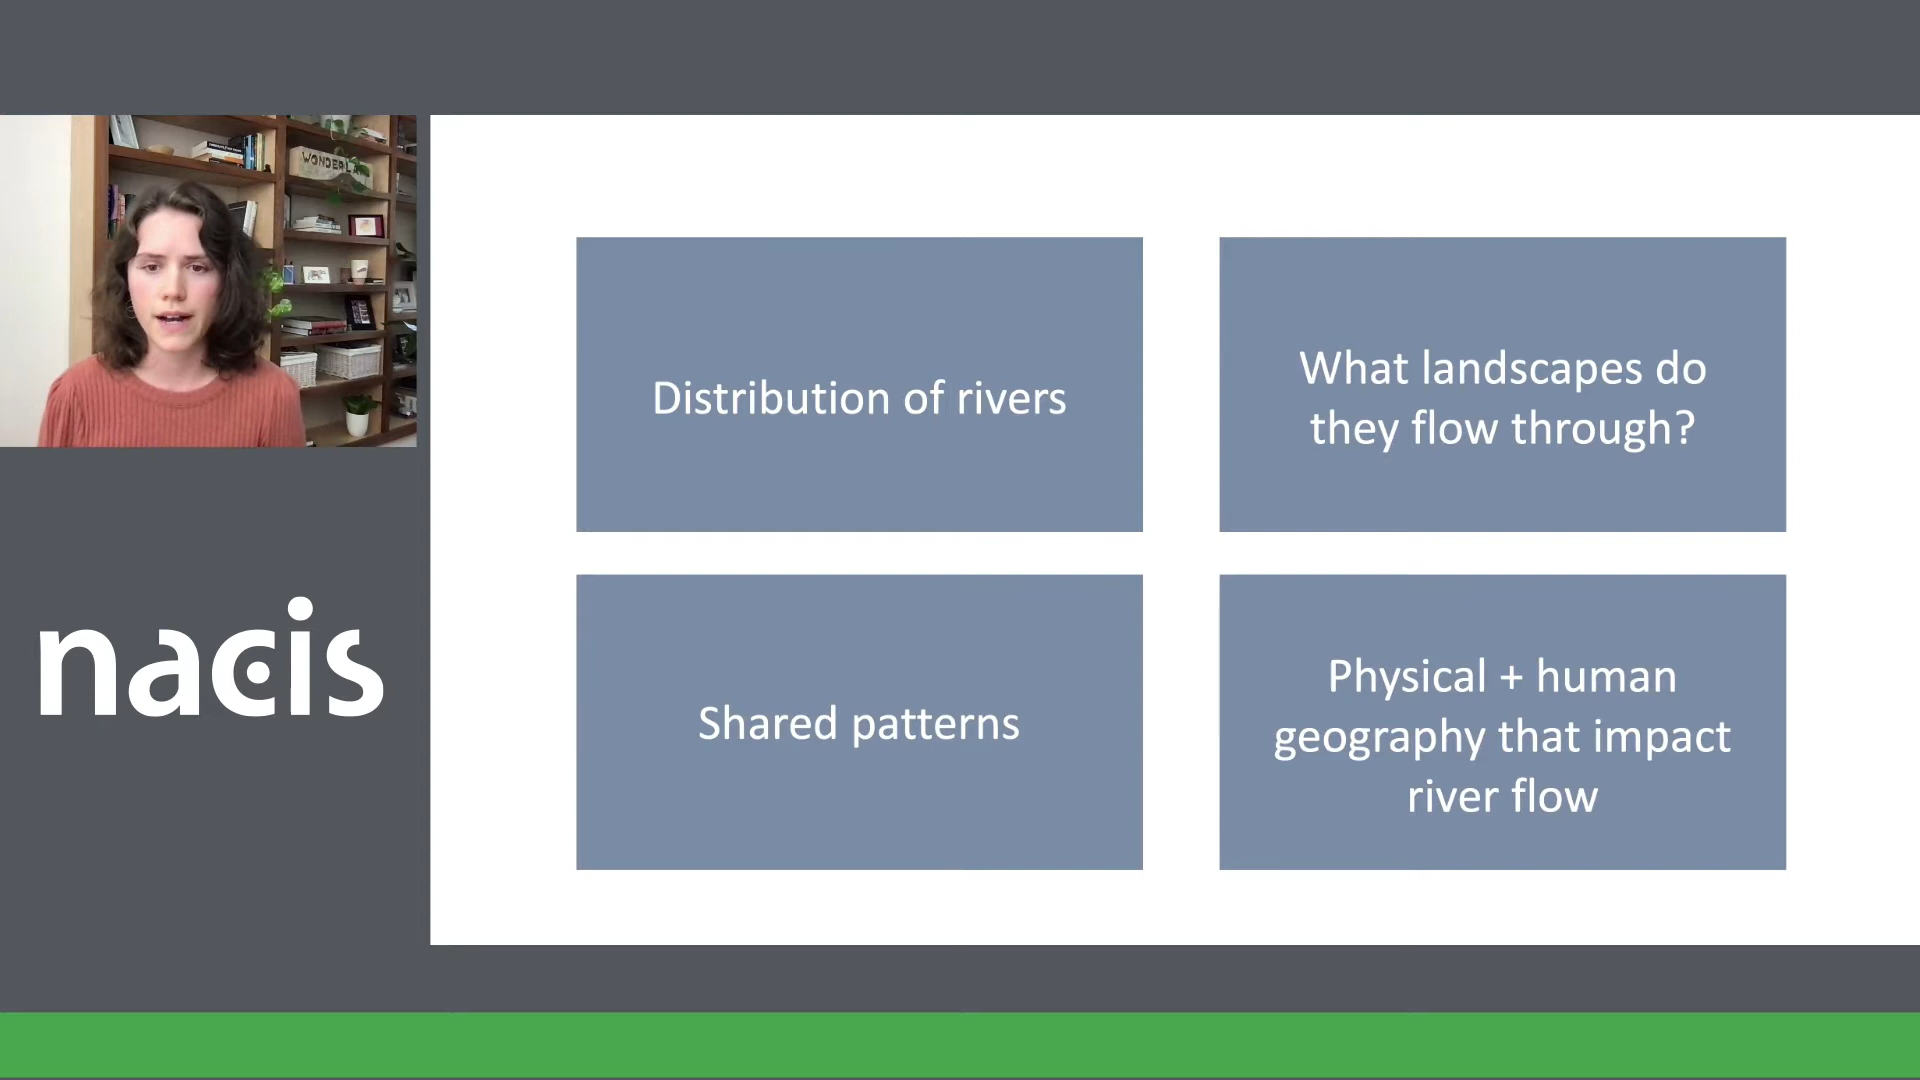 WONDERLA
nacis
Distribution of rivers
What landscapes do
they flow through?
Shared patterns
Physical + human
geography that impact
river flow